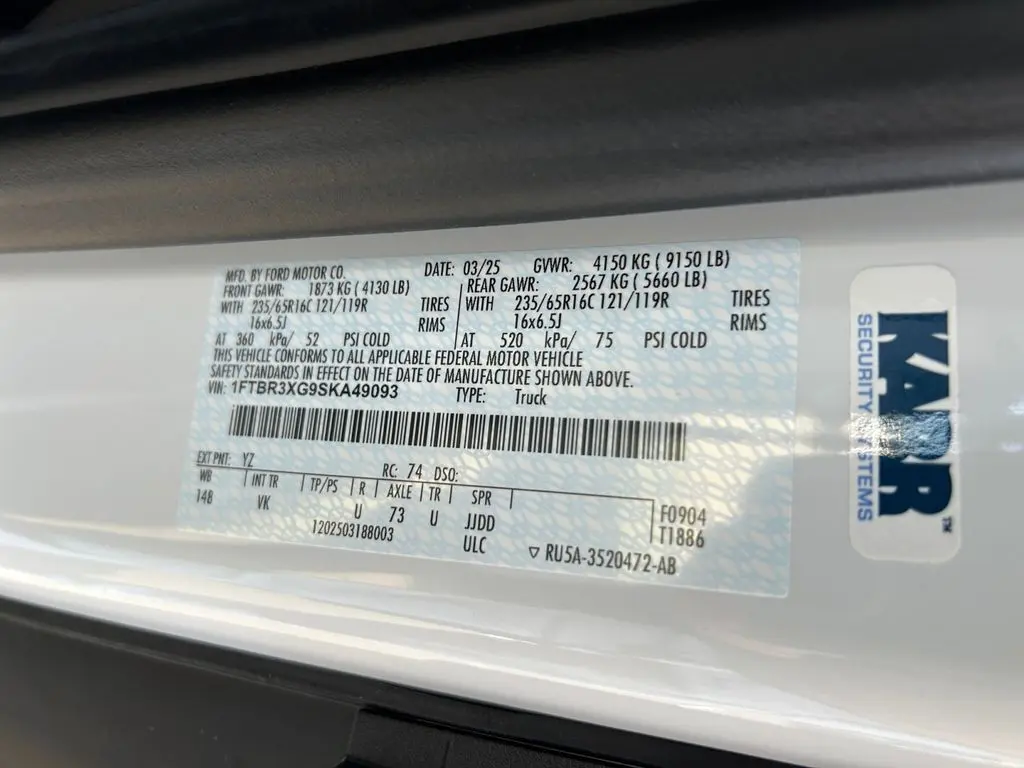 MFD. BY FORD MOTOR CO. DATE: 03/25 GVWR: 4150 KG ( 9150 LB)
FRONT GAWR: 1873 KG ( 4130 LB) REAR GAWR: 2567 KG ( 5660 LB)
WITH 235/65R16C 121/119R TIRES WITH 235/65R16C 121/119R TIRES
16x6.5J RIMS 16x6.5J RIMS
AT 360 kPa/ 52 PSI COLD AT 520 kPa/ 75 PSI COLD
THIS VEHICLE CONFORMS TO ALL APPLICABLE FEDERAL MOTOR VEHICLE
SAFETY STANDARDS IN EFFECT ON THE DATE OF MANUFACTURE SHOWN ABOVE.
VIN: 1FTBR3XG9SKA49093 TYPE: Truck
EXT PNT: YZ RC: 74 DSO:
WB INT TR TP/PS R AXLE TR SPR
148 VK U 73 U JJDD F0904
1202503188003 ULC T1886
▽ RU5A-3520472-AB
KARR™
SECURITY SYSTEMS